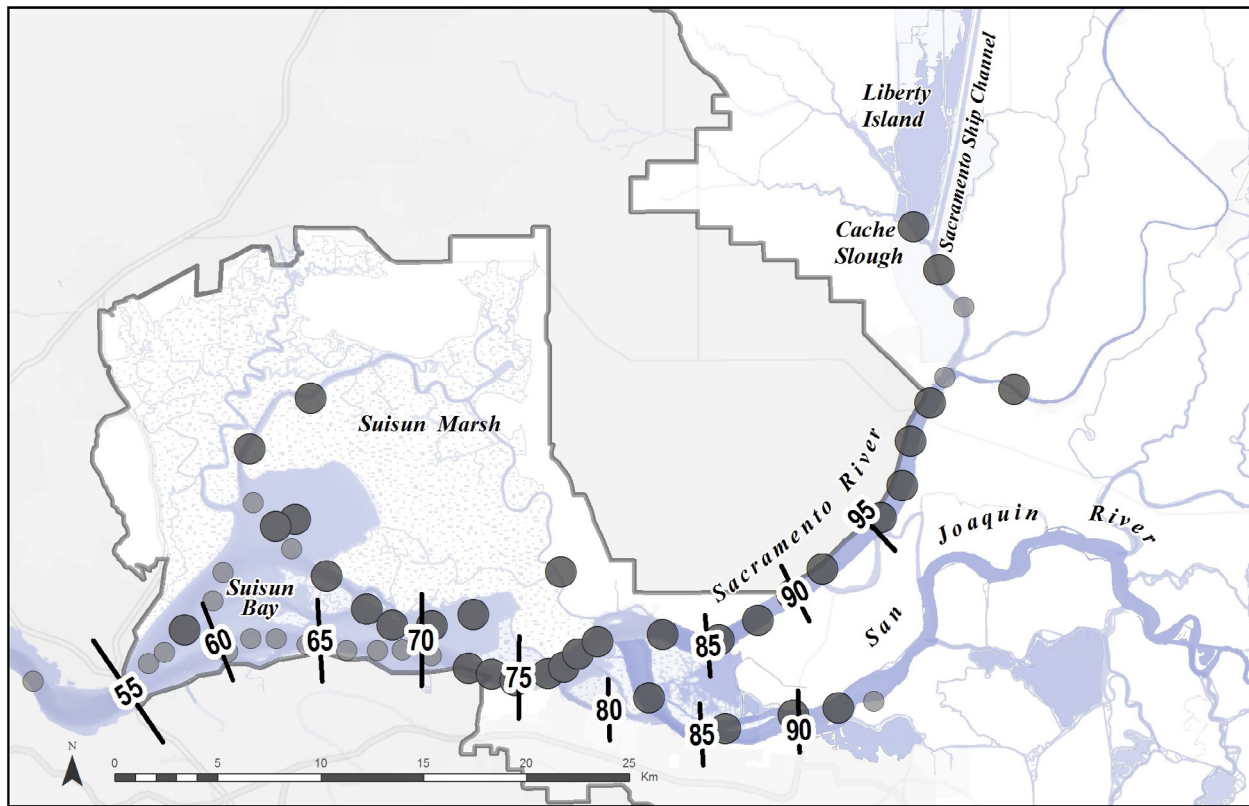 Liberty
Island
Sacramento Ship Channel
Cache
Slough
Suisun Marsh
Sacramento River
95
San Joaquin River
Suisun
Bay
90
60
65
70
85
75
55
80
85
90
N
0 5 10 15 20 25
Km